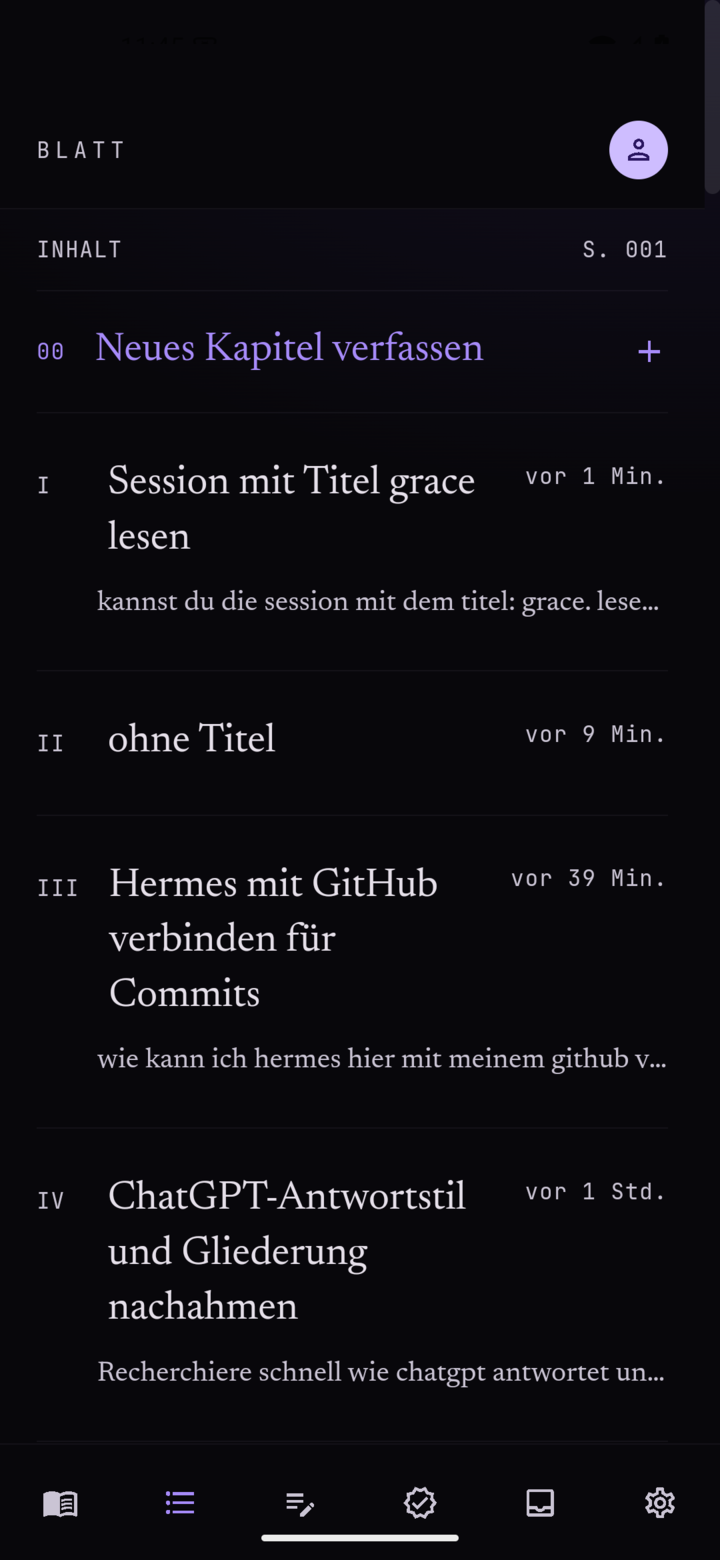 BLATT
INHALT S. 001
00 Neues Kapitel verfassen +
I Session mit Titel grace vor 1 Min.
lesen
kannst du die session mit dem titel: grace. lese...
II ohne Titel vor 9 Min.
III Hermes mit GitHub vor 39 Min.
verbinden für
Commits
wie kann ich hermes hier mit meinem github v...
IV ChatGPT-Antwortstil vor 1 Std.
und Gliederung
nachahmen
Recherchiere schnell wie chatgpt antwortet un...